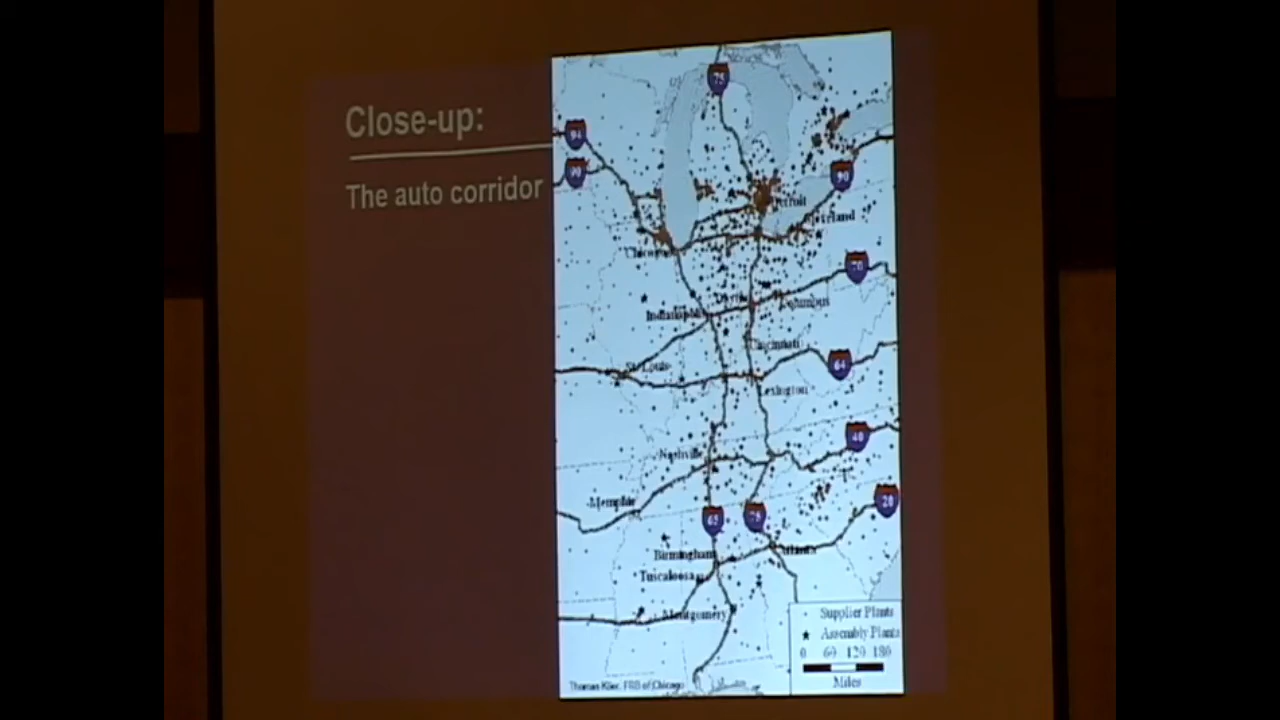 Close-up:
The auto corridor
75
94
90
90
Detroit
Cleveland
Chicago
70
Dayton
Columbus
Indianapolis
Cincinnati
St. Louis
64
Lexington
40
Nashville
Memphis
20
65
75
Birmingham
Atlanta
Tuscaloosa
Montgomery
Supplier Plants
Assembly Plants
0 60 120 180
Miles
Thomas Klier, FRB of Chicago